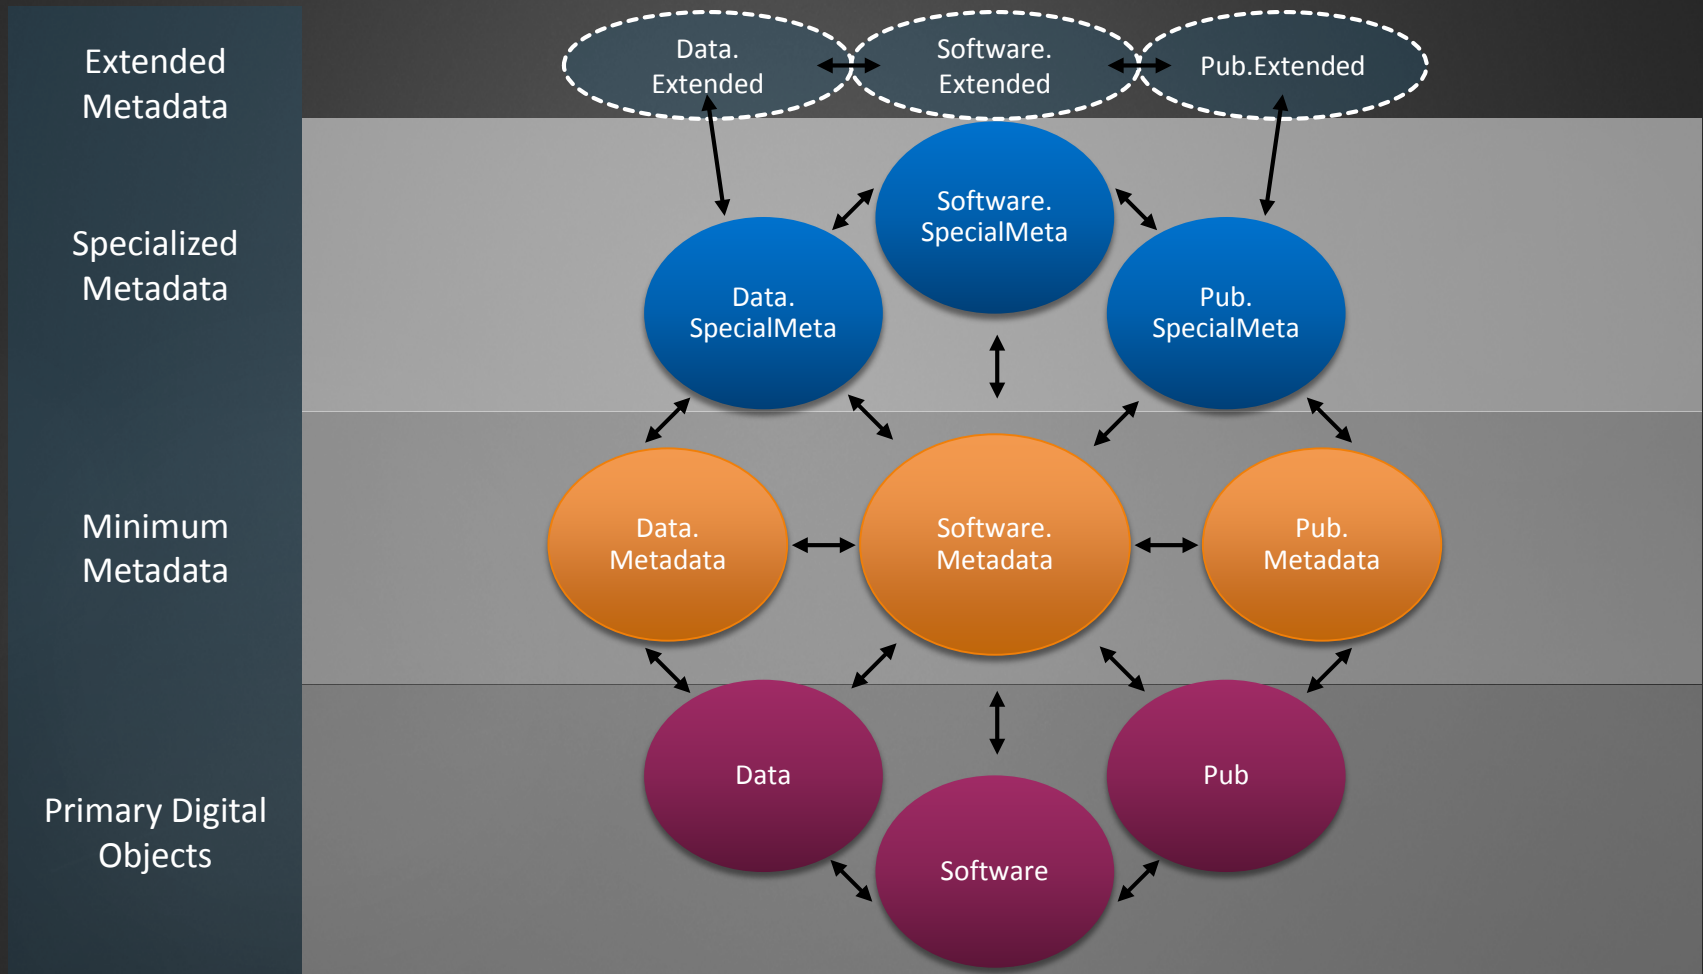 Extended
Metadata
Data.
Extended
Software.
Extended
Pub.Extended
Specialized
Metadata
Software.
SpecialMeta
Data.
SpecialMeta
Pub.
SpecialMeta
Minimum
Metadata
Data.
Metadata
Software.
Metadata
Pub.
Metadata
Primary Digital
Objects
Data
Pub
Software